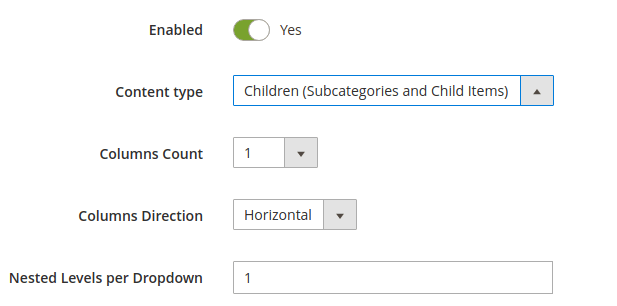 Enabled Yes
Content type Children (Subcategories and Child Items)
Columns Count 1
Columns Direction Horizontal
Nested Levels per Dropdown 1